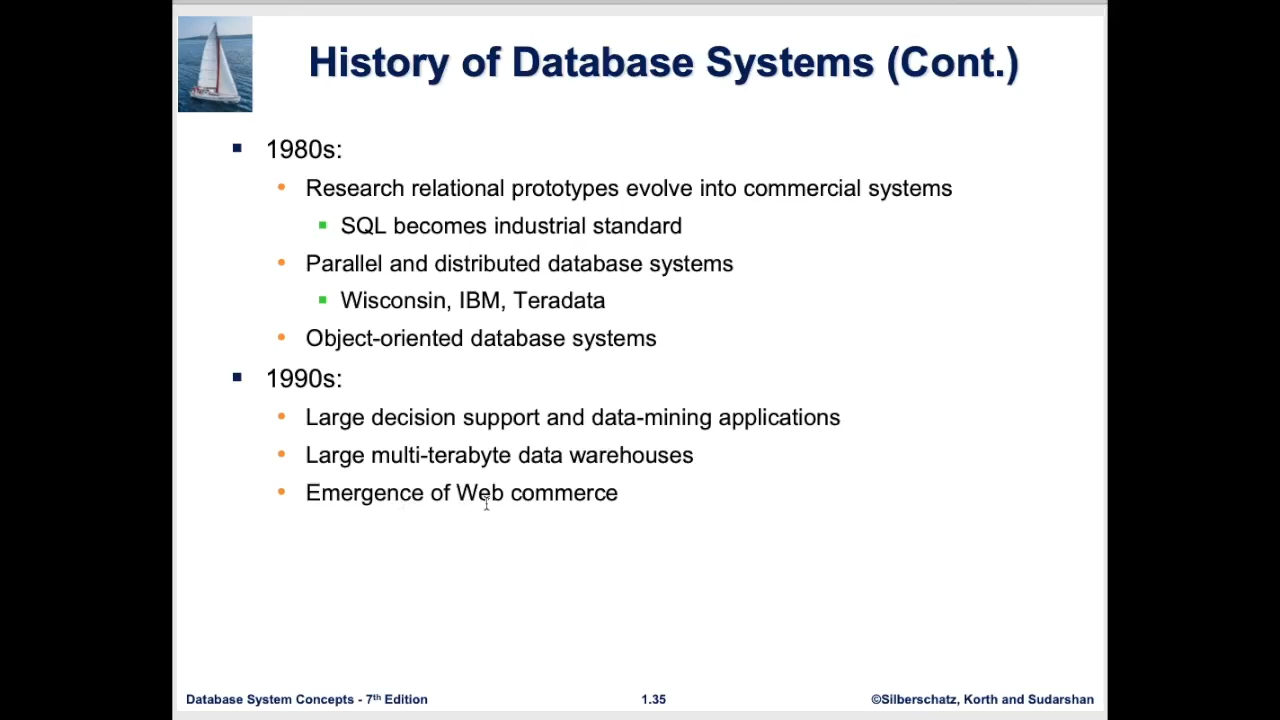 History of Database Systems (Cont.)
1980s:
Research relational prototypes evolve into commercial systems
SQL becomes industrial standard
Parallel and distributed database systems
Wisconsin, IBM, Teradata
Object-oriented database systems
1990s:
Large decision support and data-mining applications
Large multi-terabyte data warehouses
Emergence of Web commerce
Database System Concepts - 7th Edition
1.35
©Silberschatz, Korth and Sudarshan